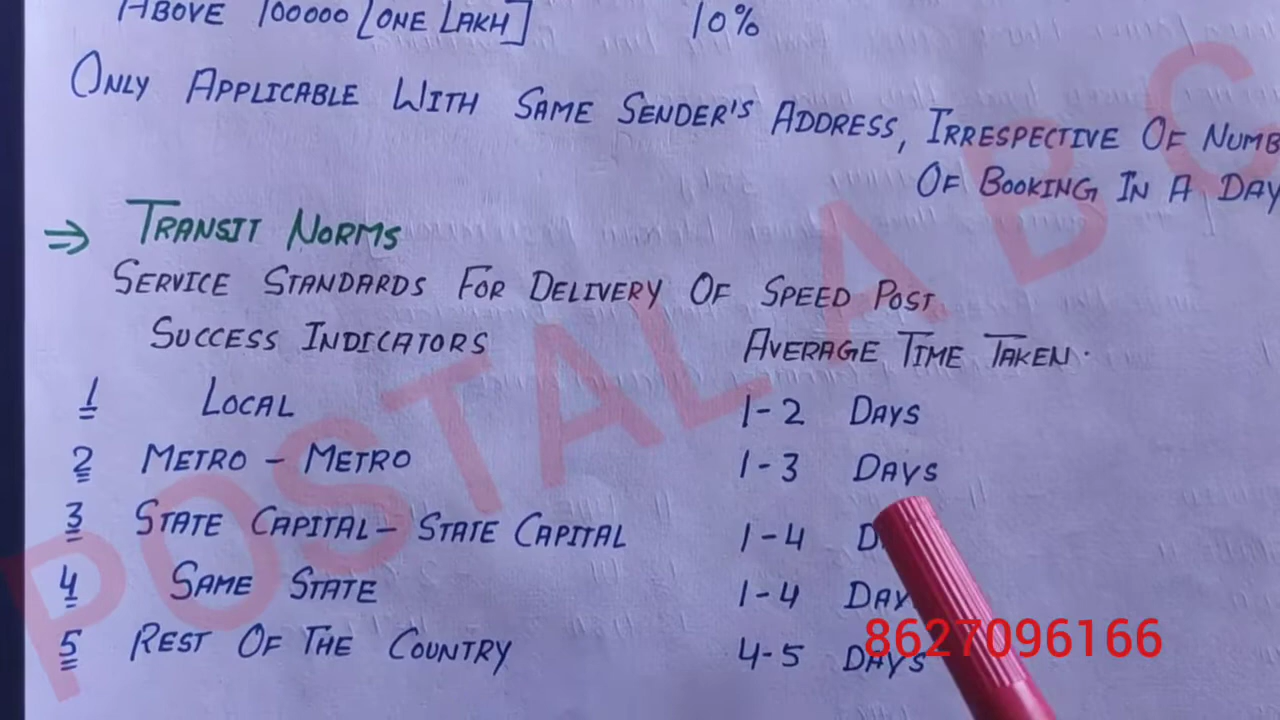 ABOVE 100000 [ONE LAKH] 10%
ONLY APPLICABLE WITH SAME SENDER'S ADDRESS, IRRESPECTIVE OF NUMB
OF BOOKING IN A DAY
⇒ TRANSIT NORMS
SERVICE STANDARDS FOR DELIVERY OF SPEED POST
SUCCESS INDICATORS AVERAGE TIME TAKEN.
1 LOCAL 1-2 DAYS
2 METRO - METRO 1-3 DAYS
3 STATE CAPITAL - STATE CAPITAL 1-4 D
4 SAME STATE 1-4 DAY
5 REST OF THE COUNTRY 4-5 DAYS
8627096166
POSTAL ABC